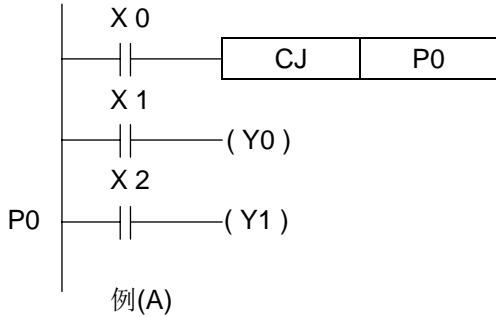 X 0
CJ P0
X 1
( Y0 )
X 2
P0 ( Y1 )
例(A)